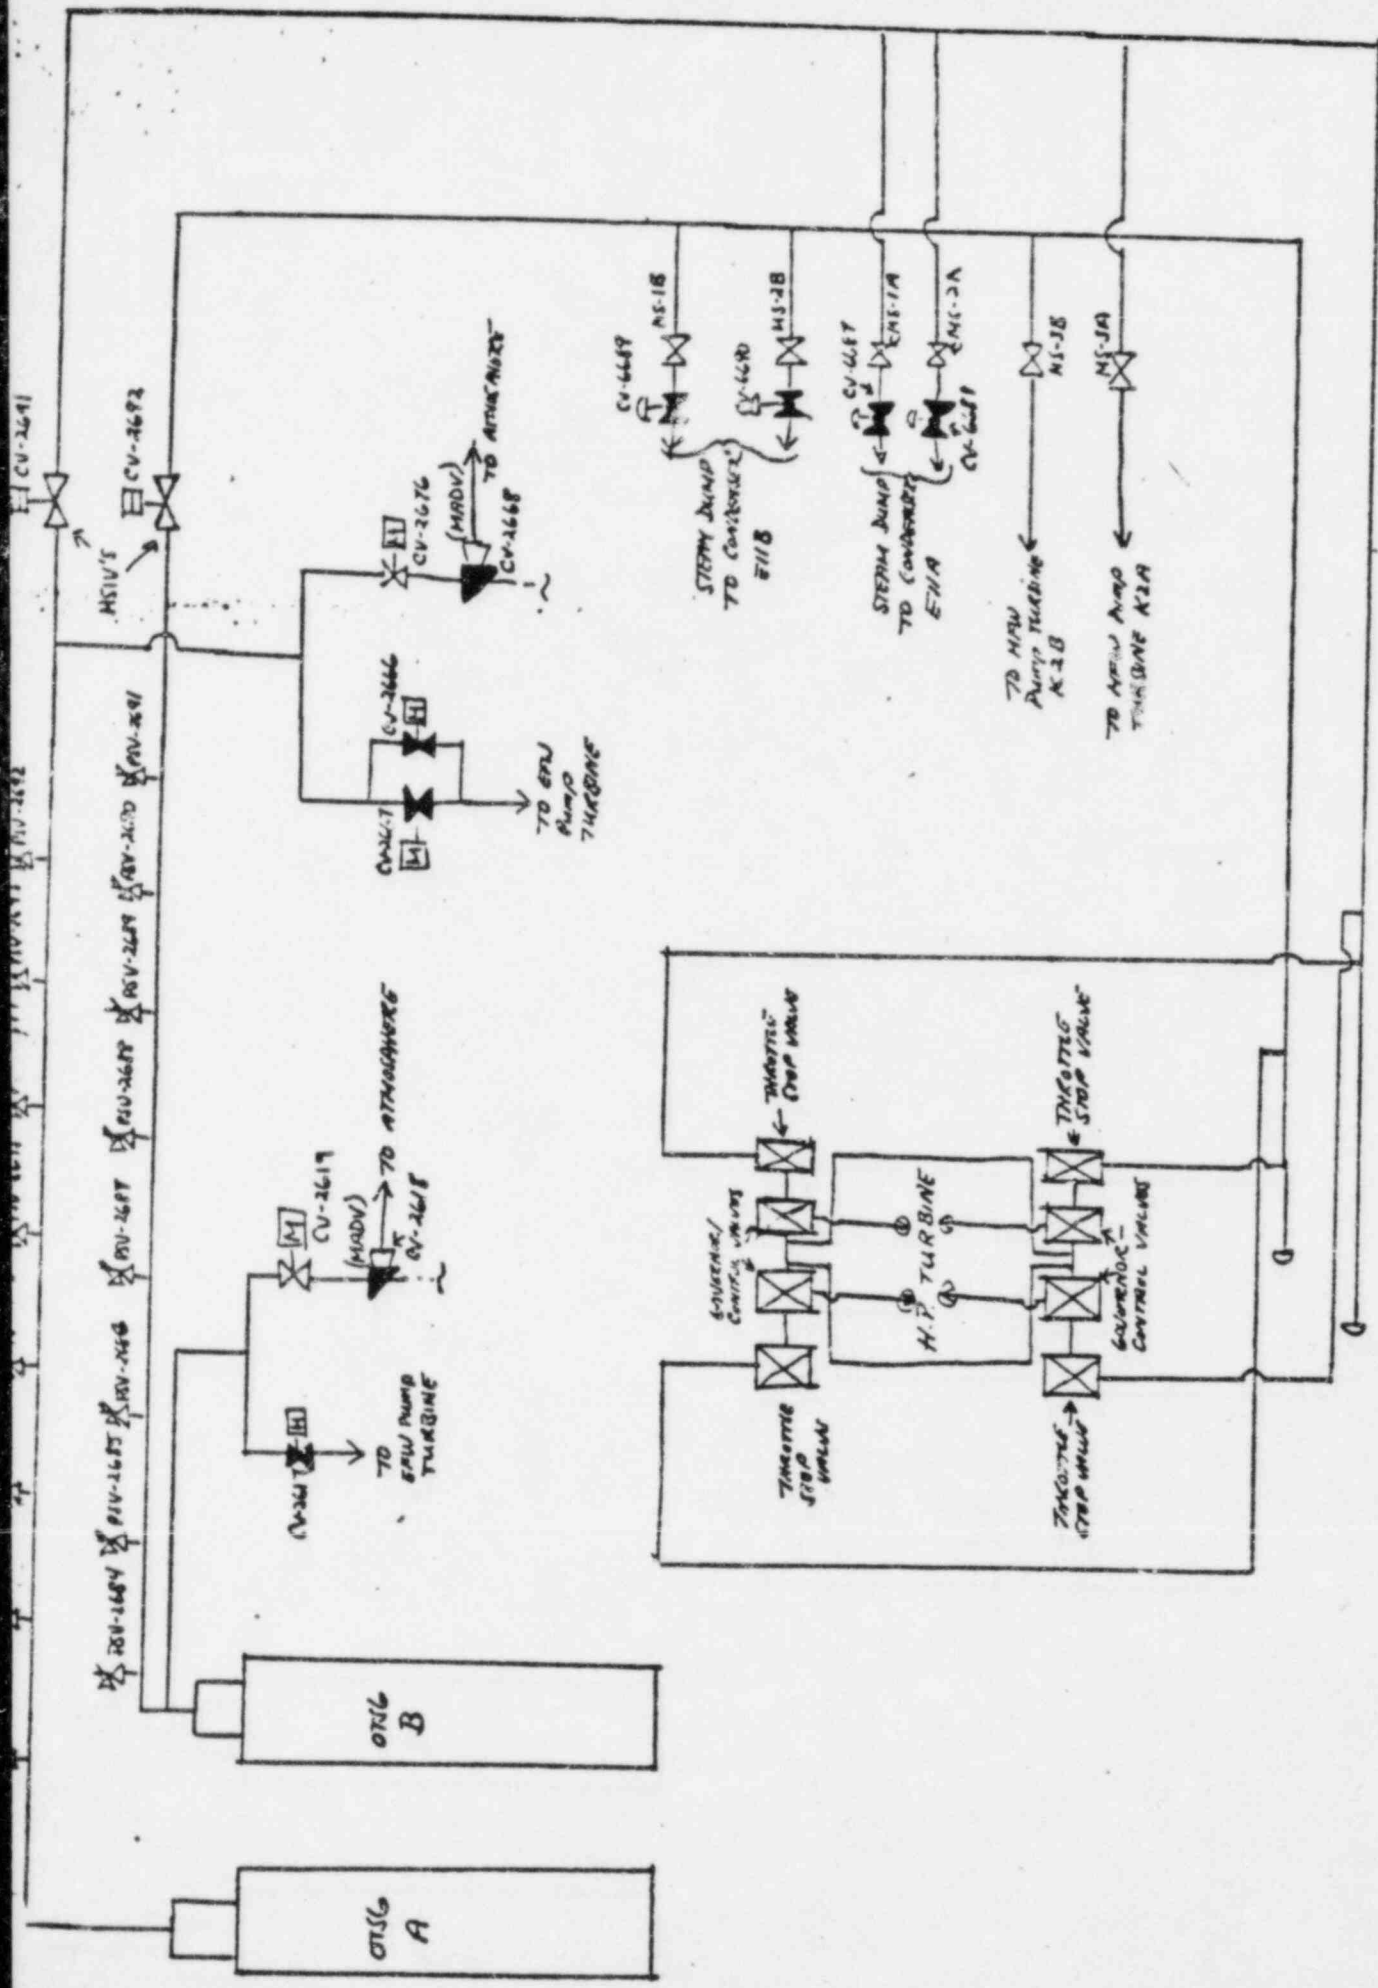 CV-2691
CV-2692
MSIV'S
PSV-2691
PSV-2690
PSV-2689
PSV-2688
PSV-2687
PSV-2686
PSV-2685
PSV-2684
PSV-2692
CV-2676
M
(MADV)
TO ATMOSPHERE
CV-2668
CV-2666
M
CV-2667
M
TO EFW
PUMP
TURBINE
CV-2619
M
(MADV)
TO ATMOSPHERE
CV-2618
CV-2617
M
TO
EFW PUMP
TURBINE
OTSG
B
OTSG
A
CV-6689
MS-1B
CV-6690
MS-2B
STEAM DUMP
TO CONDENSER
E11B
CV-6687
MS-1A
MS-2A
CV-6688
STEAM DUMP
TO CONDENSER
E11A
MS-3B
TO MFW
PUMP TURBINE
K-2B
MS-3A
TO MFW PUMP
TURBINE K2A
THROTTLE
STOP VALVE
GOVERNOR/
CONTROL VALVES
THROTTLE
STOP
VALVE
H.P. TURBINE
THROTTLE
STOP VALVE
GOVERNOR-
CONTROL VALVES
THROTTLE
STOP VALVE